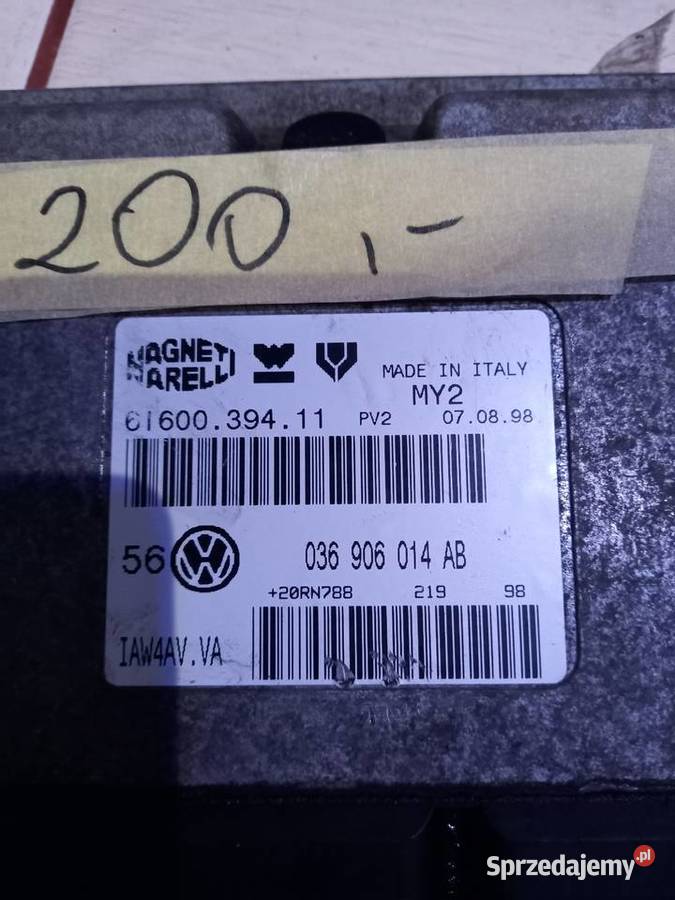 200,-
MAGNETI
MARELLI
MADE IN ITALY
MY2
61600.394.11 PV2 07.08.98
56 036 906 014 AB
+20RN788 219 98
IAW4AV.VA
Sprzedajemy.pl